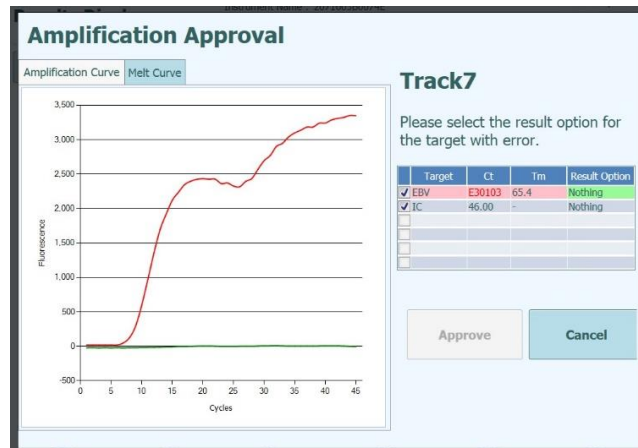 Amplification Approval
Amplification Curve
Melt Curve
3,500
3,000
2,500
2,000
1,500
1,000
500
0
-500
Fluorescence
0 5 10 15 20 25 30 35 40 45
Cycles
Track7
Please select the result option for
the target with error.
Target Ct Tm Result Option
EBV E30103 65.4 Nothing
IC 46.00 - Nothing
Approve
Cancel